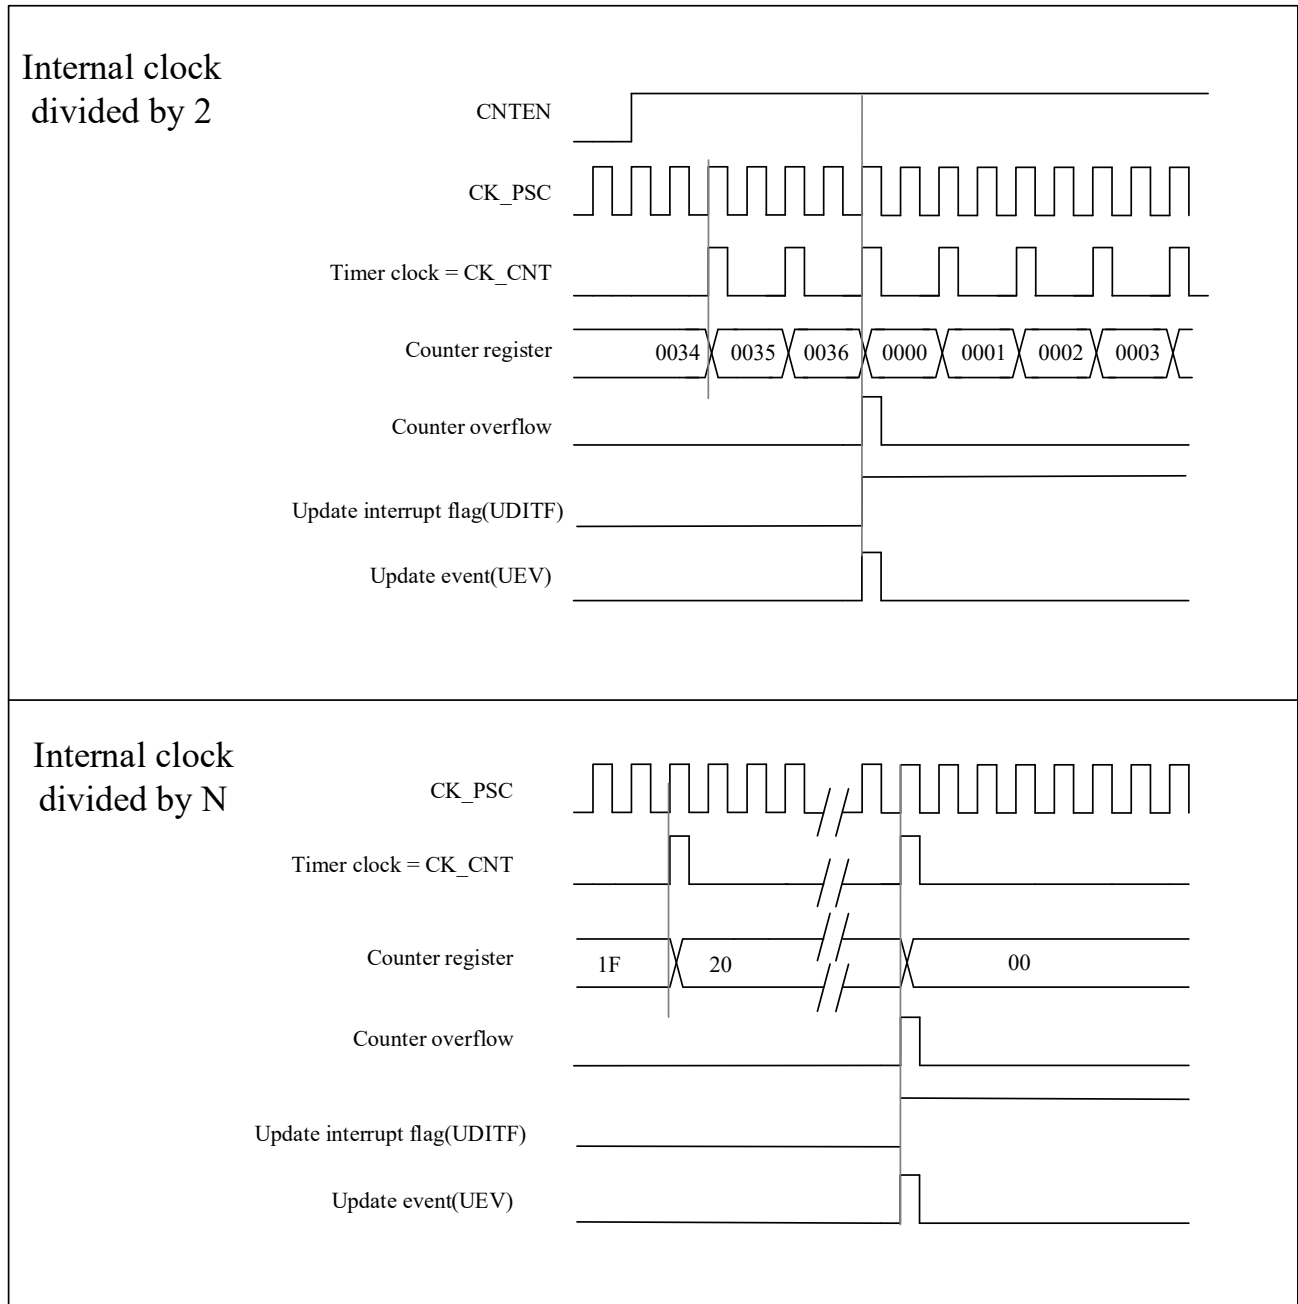 Internal clock
divided by 2
CNTEN
CK_PSC
Timer clock = CK_CNT
Counter register
0034 0035 0036 0000 0001 0002 0003
Counter overflow
Update interrupt flag(UDITF)
Update event(UEV)
Internal clock
divided by N
CK_PSC
Timer clock = CK_CNT
Counter register
1F 20 00
Counter overflow
Update interrupt flag(UDITF)
Update event(UEV)